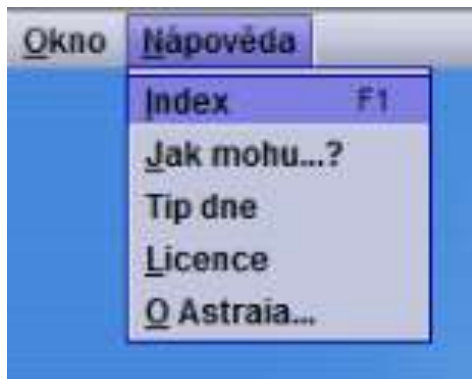 Okno Nápověda
Index F1
Jak mohu...?
Tip dne
Licence
O Astraia...